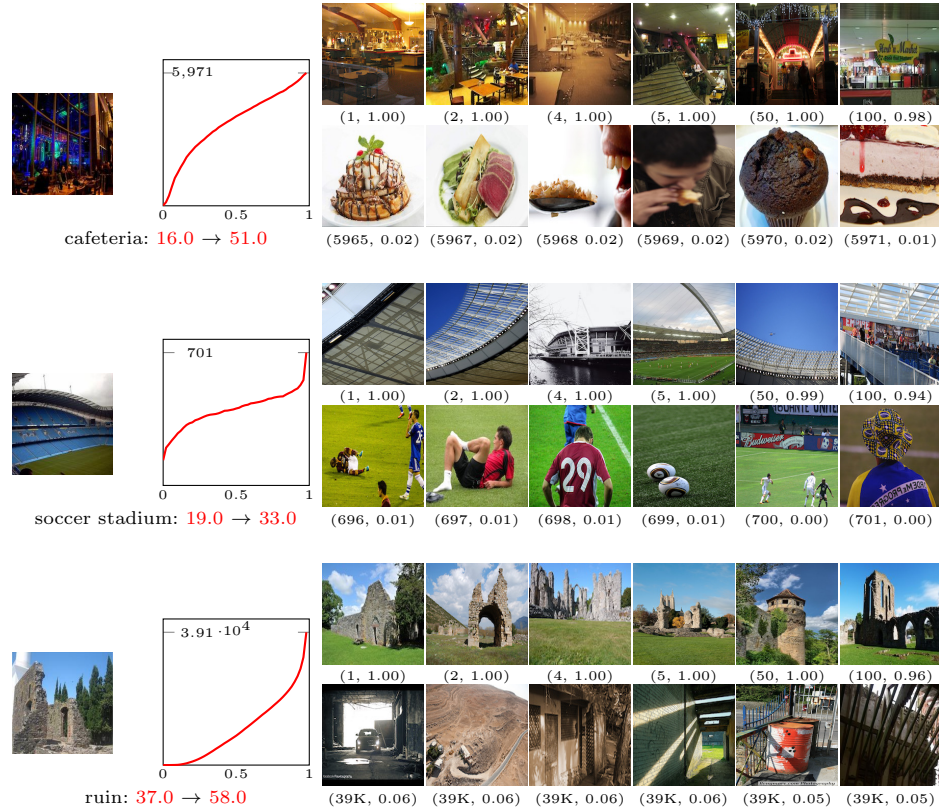 5,971
0 0.5 1
cafeteria: 16.0 → 51.0
(1, 1.00) (2, 1.00) (4, 1.00) (5, 1.00) (50, 1.00) (100, 0.98)
(5965, 0.02) (5967, 0.02) (5968 0.02) (5969, 0.02) (5970, 0.02) (5971, 0.01)
701
0 0.5 1
soccer stadium: 19.0 → 33.0
(1, 1.00) (2, 1.00) (4, 1.00) (5, 1.00) (50, 0.99) (100, 0.94)
29
Budweiser
(696, 0.01) (697, 0.01) (698, 0.01) (699, 0.01) (700, 0.00) (701, 0.00)
3.91 ·10⁴
0 0.5 1
ruin: 37.0 → 58.0
(1, 1.00) (2, 1.00) (4, 1.00) (5, 1.00) (50, 1.00) (100, 0.96)
(39K, 0.06) (39K, 0.06) (39K, 0.06) (39K, 0.06) (39K, 0.05) (39K, 0.05)